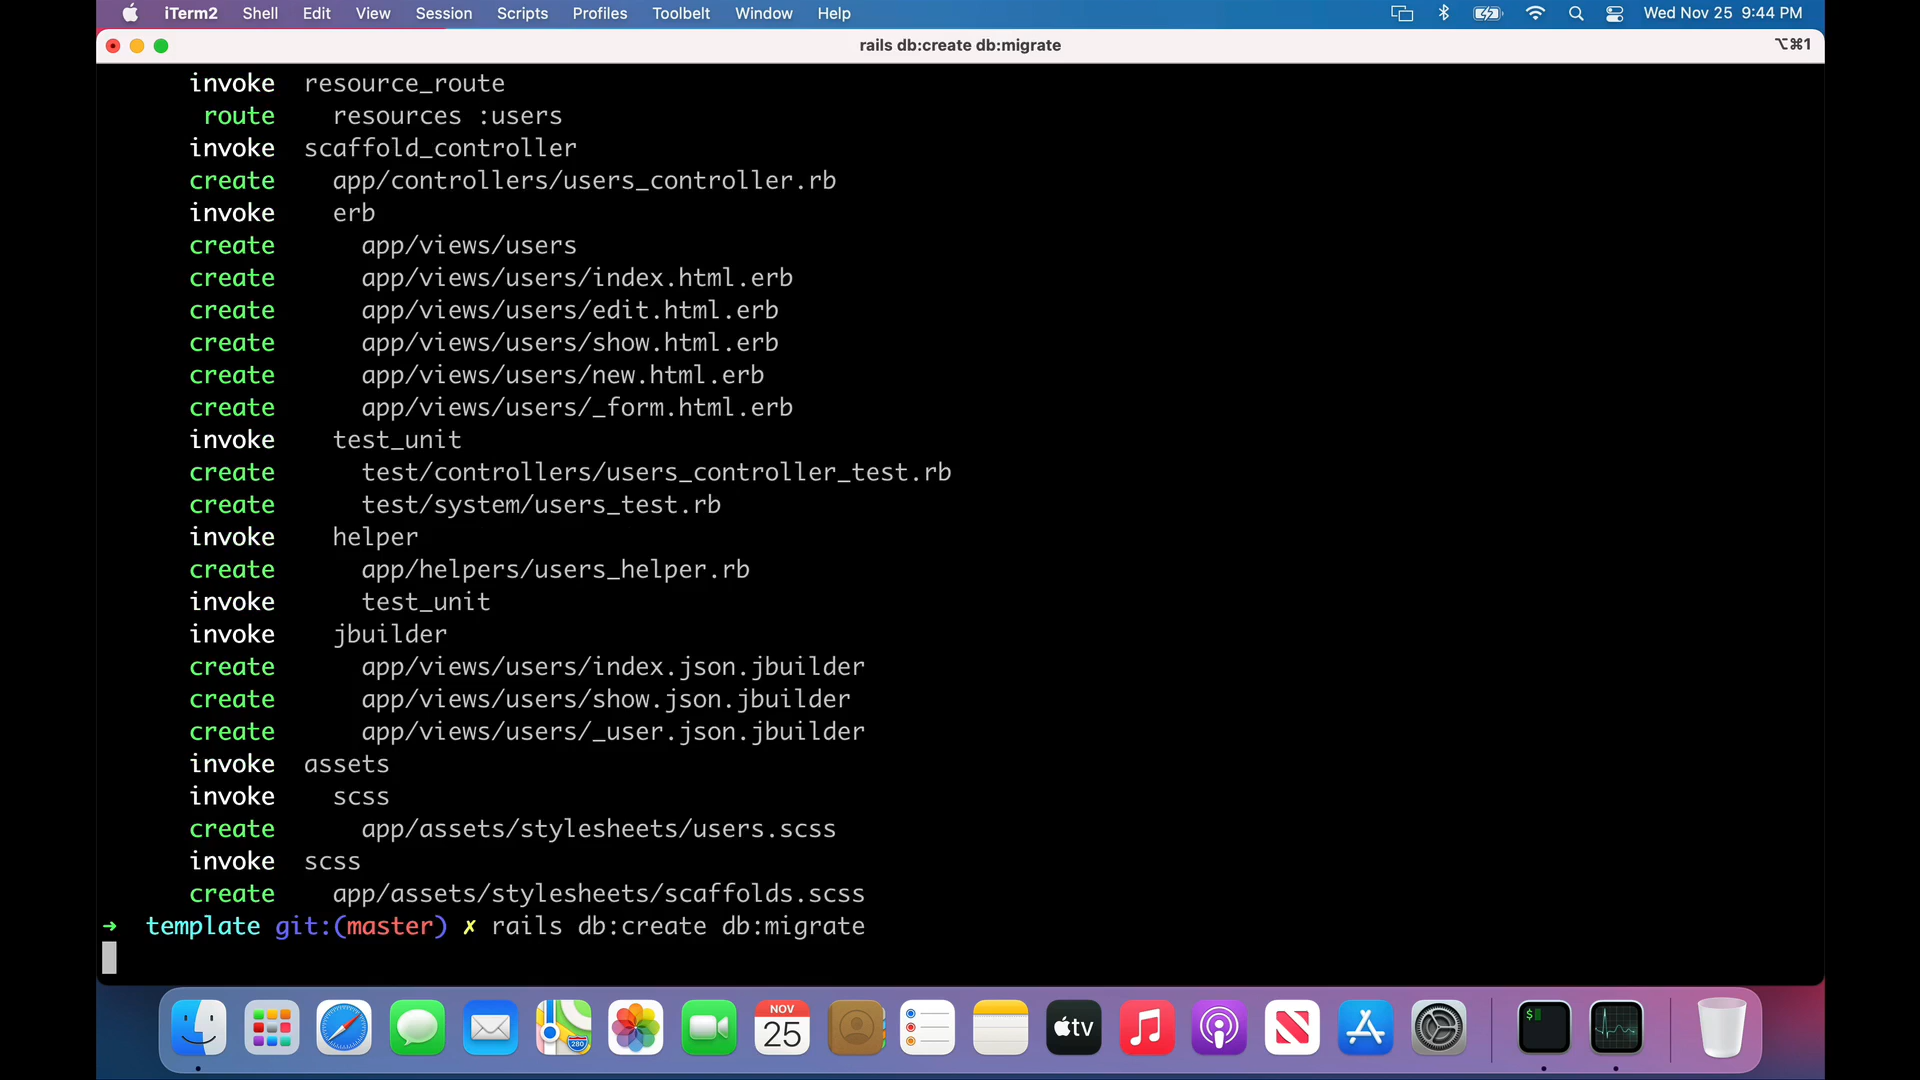 iTerm2 Shell Edit View Session Scripts Profiles Toolbelt Window Help Wed Nov 25 9:44 PM
rails db:create db:migrate ⌥⌘1
invoke resource_route
route resources :users
invoke scaffold_controller
create app/controllers/users_controller.rb
invoke erb
create app/views/users
create app/views/users/index.html.erb
create app/views/users/edit.html.erb
create app/views/users/show.html.erb
create app/views/users/new.html.erb
create app/views/users/_form.html.erb
invoke test_unit
create test/controllers/users_controller_test.rb
create test/system/users_test.rb
invoke helper
create app/helpers/users_helper.rb
invoke test_unit
invoke jbuilder
create app/views/users/index.json.jbuilder
create app/views/users/show.json.jbuilder
create app/views/users/_user.json.jbuilder
invoke assets
invoke scss
create app/assets/stylesheets/users.scss
invoke scss
create app/assets/stylesheets/scaffolds.scss
→ template git:(master) ✗ rails db:create db:migrate
280
NOV
25
tv
$